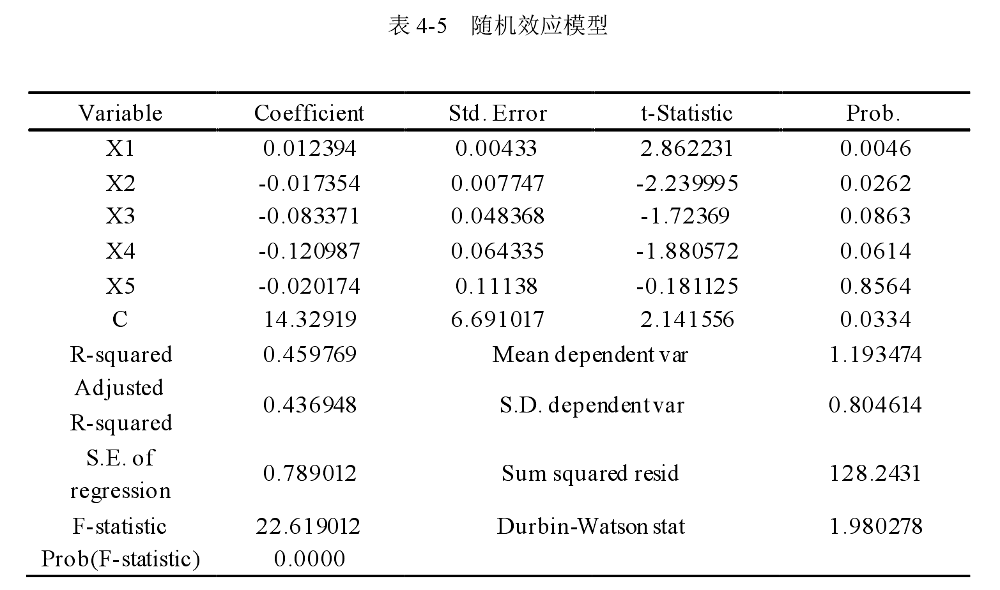 表 4-5 随机效应模型
Variable Coefficient Std. Error t-Statistic Prob.
X1 0.012394 0.00433 2.862231 0.0046
X2 -0.017354 0.007747 -2.239995 0.0262
X3 -0.083371 0.048368 -1.72369 0.0863
X4 -0.120987 0.064335 -1.880572 0.0614
X5 -0.020174 0.11138 -0.181125 0.8564
C 14.32919 6.691017 2.141556 0.0334
R-squared 0.459769 Mean dependent var 1.193474
Adjusted
R-squared 0.436948 S.D. dependent var 0.804614
S.E. of
regression 0.789012 Sum squared resid 128.2431
F-statistic 22.619012 Durbin-Watson stat 1.980278
Prob(F-statistic) 0.0000